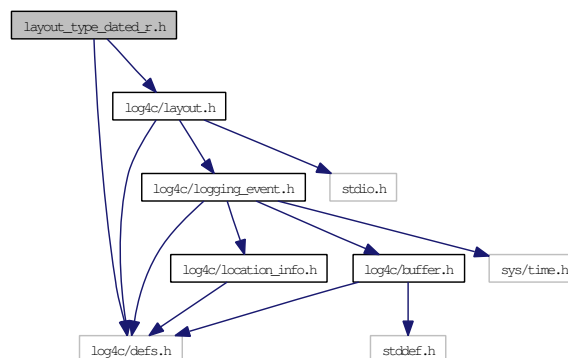 layout_type_dated_r.h
log4c/layout.h
log4c/logging_event.h
stdio.h
log4c/location_info.h
log4c/buffer.h
sys/time.h
log4c/defs.h
stddef.h